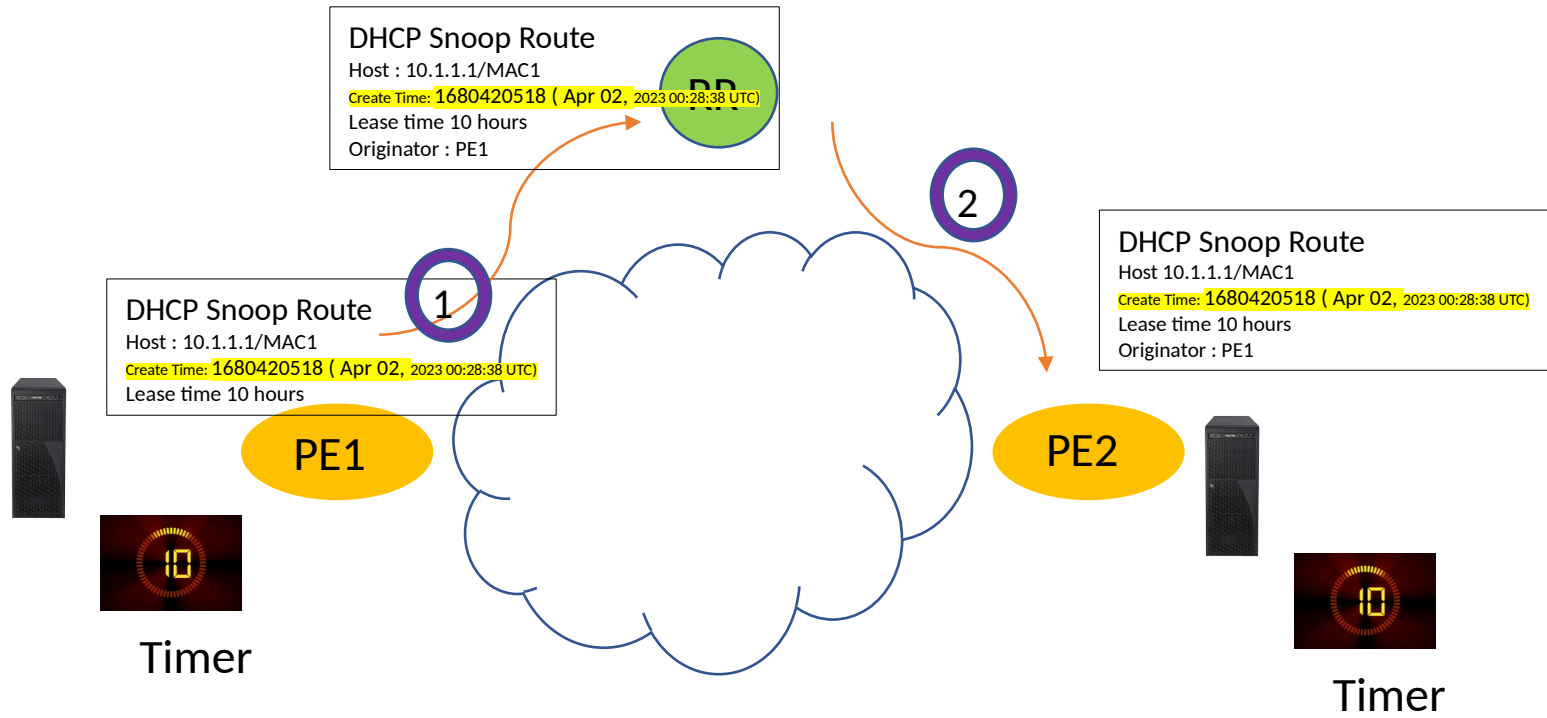 DHCP Snoop Route
Host : 10.1.1.1/MAC1
Create Time: 1680420518 ( Apr 02, 2023 00:28:38 UTC)
Lease time 10 hours
Originator : PE1
RR
1
2
DHCP Snoop Route
Host : 10.1.1.1/MAC1
Create Time: 1680420518 ( Apr 02, 2023 00:28:38 UTC)
Lease time 10 hours
DHCP Snoop Route
Host 10.1.1.1/MAC1
Create Time: 1680420518 ( Apr 02, 2023 00:28:38 UTC)
Lease time 10 hours
Originator : PE1
PE1
PE2
10
Timer
10
Timer